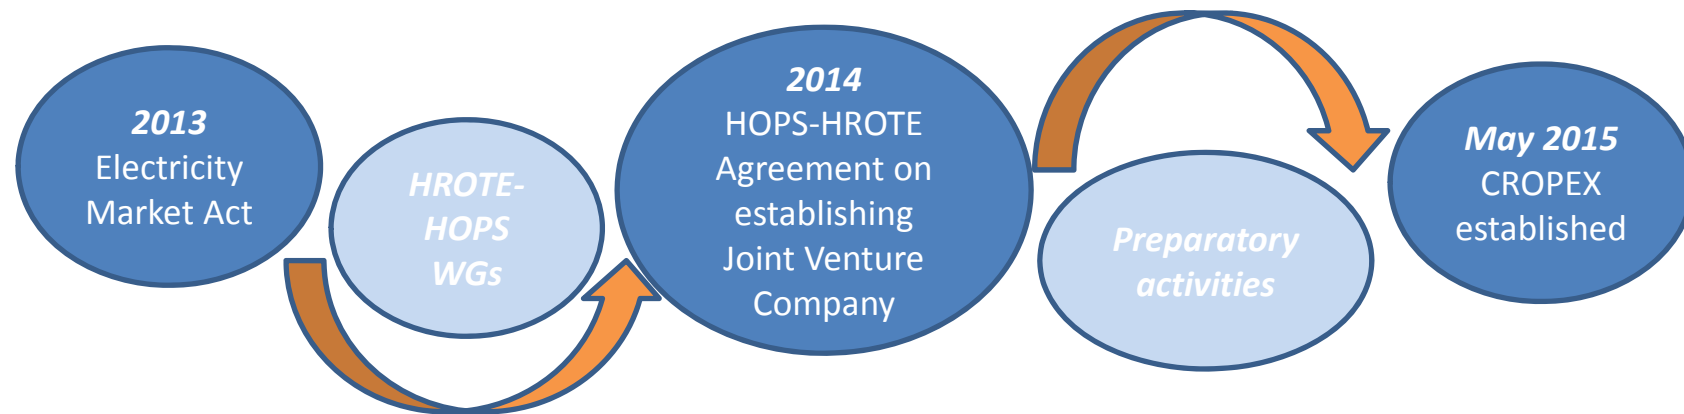 2013
Electricity
Market Act
HROTE-
HOPS
WGs
2014
HOPS-HROTE
Agreement on
establishing
Joint Venture
Company
Preparatory
activities
May 2015
CROPEX
established